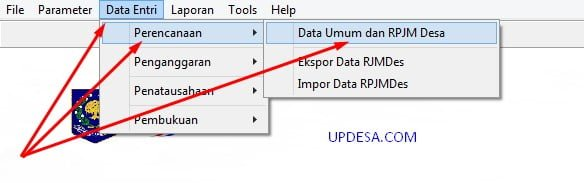 File Parameter Data Entri Laporan Tools Help
Perencanaan
Penganggaran
Penatausahaan
Pembukuan
Data Umum dan RPJM Desa
Ekspor Data RJMDes
Impor Data RPJMDes
UPDESA.COM